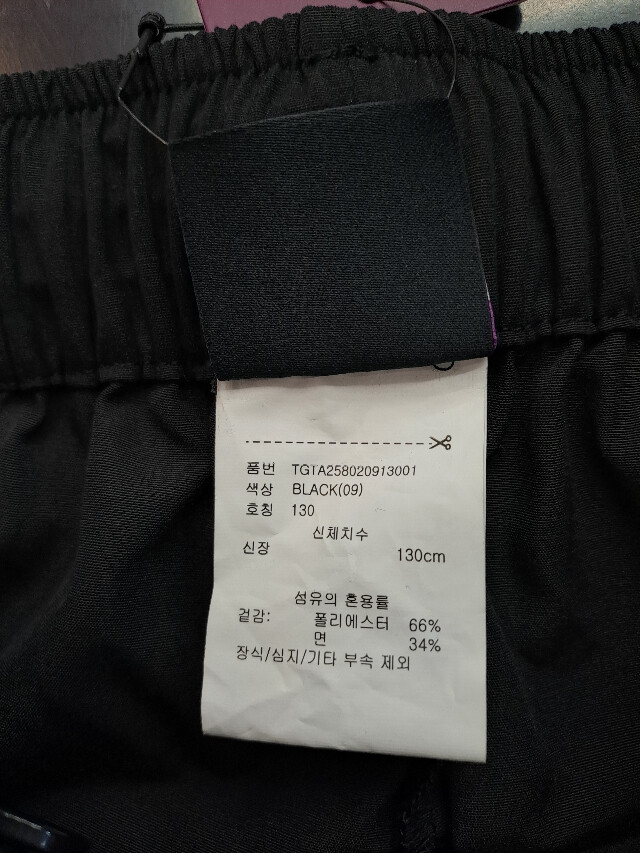 품번 TGTA258020913001
색상 BLACK(09)
호칭 130
신체치수
신장 130cm
섬유의 혼용률
겉감: 폴리에스터 66%
면 34%
장식/심지/기타 부속 제외